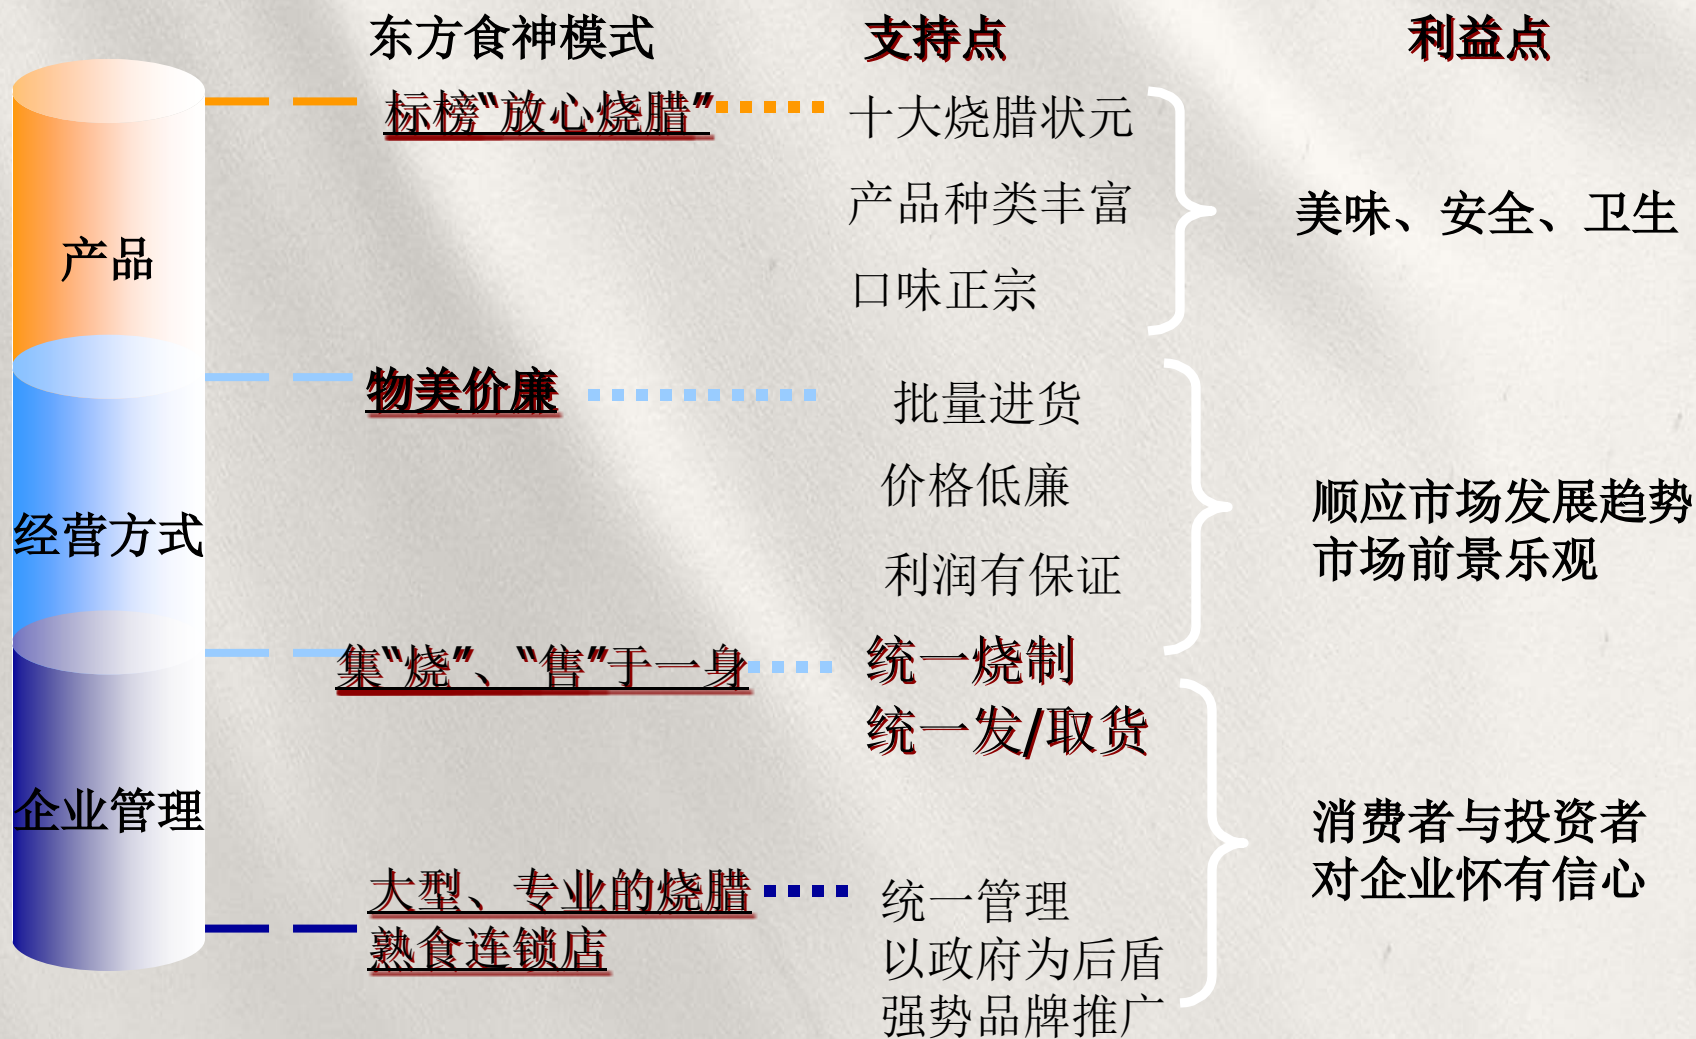 东方食神模式
支持点
利益点
标榜“放心烧腊”
十大烧腊状元
产品种类丰富
口味正宗
美味、安全、卫生
产品
物美价廉
批量进货
价格低廉
利润有保证
顺应市场发展趋势
市场前景乐观
经营方式
集“烧”、“售”于一身
统一烧制
统一发/取货
企业管理
大型、专业的烧腊
熟食连锁店
统一管理
以政府为后盾
强势品牌推广
消费者与投资者
对企业怀有信心